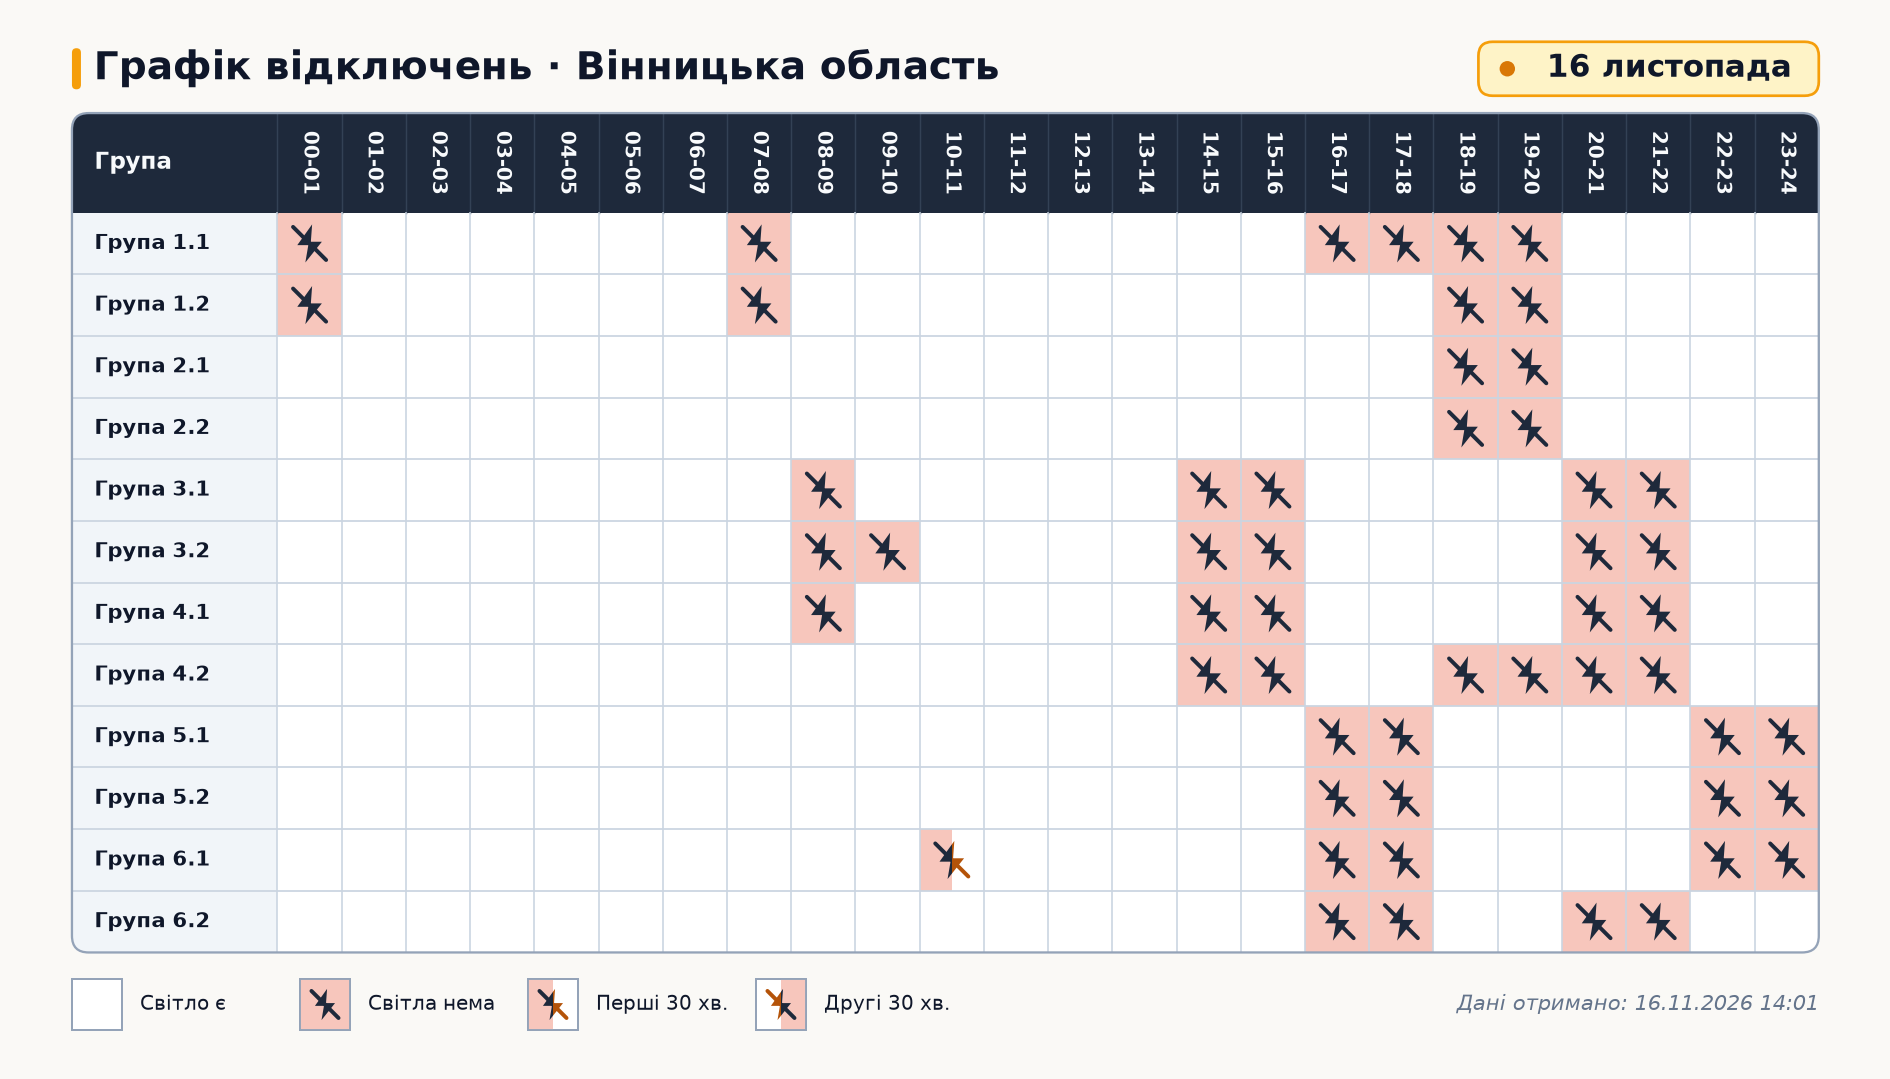 Графік відключень · Вінницька область
16 листопада
Група 00-01 01-02 02-03 03-04 04-05 05-06 06-07 07-08 08-09 09-10 10-11 11-12 12-13 13-14 14-15 15-16 16-17 17-18 18-19 19-20 20-21 21-22 22-23 23-24
Група 1.1
Група 1.2
Група 2.1
Група 2.2
Група 3.1
Група 3.2
Група 4.1
Група 4.2
Група 5.1
Група 5.2
Група 6.1
Група 6.2
Світло є Світла нема Перші 30 хв. Другі 30 хв. Дані отримано: 16.11.2026 14:01